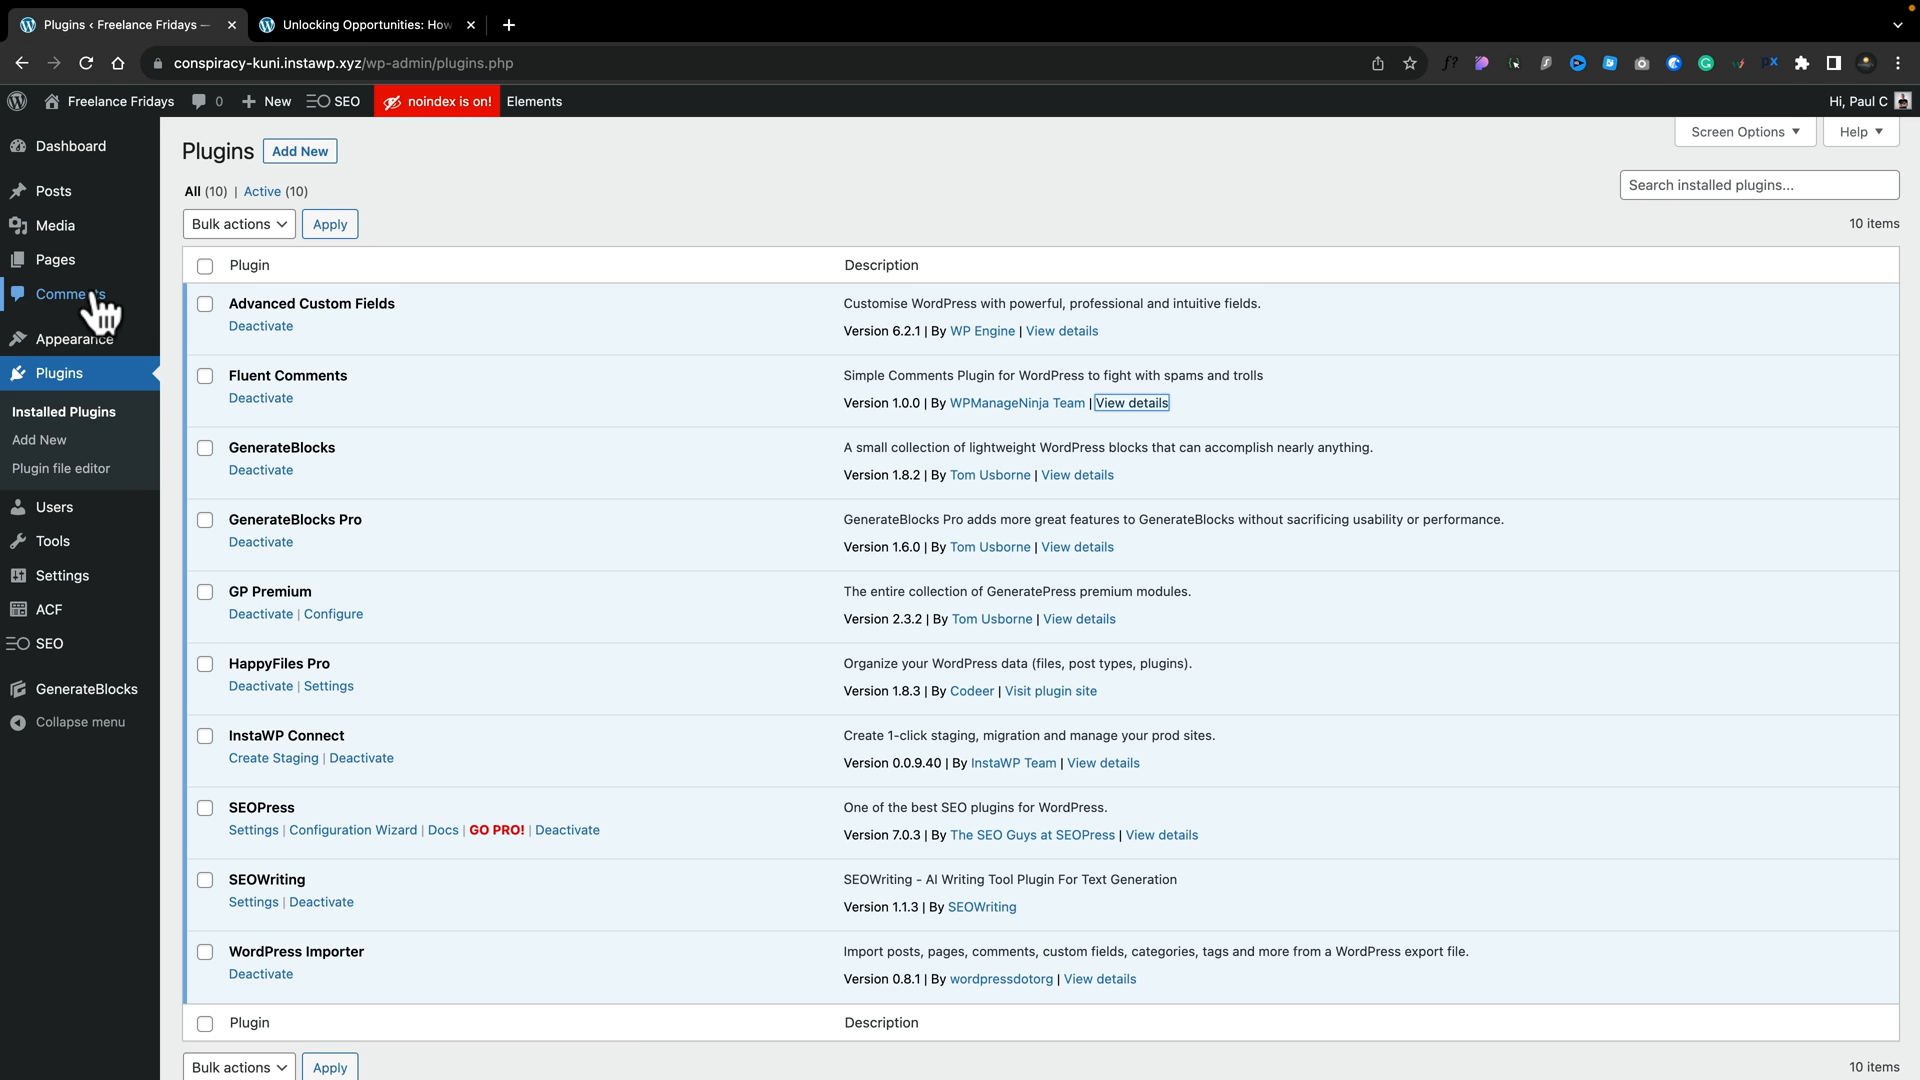 Plugins < Freelance Fridays —
Unlocking Opportunities: How
conspiracy-kuni.instawp.xyz/wp-admin/plugins.php
Freelance Fridays 0 New SEO noindex is on! Elements
Hi, Paul C
Dashboard
Posts
Media
Pages
Comments
Appearance
Plugins
Installed Plugins
Add New
Plugin file editor
Users
Tools
Settings
ACF
SEO
GenerateBlocks
Collapse menu
Screen Options Help
Plugins Add New
All (10) | Active (10)
Search installed plugins...
Bulk actions Apply
10 items
Plugin Description
Advanced Custom Fields
Deactivate
Customise WordPress with powerful, professional and intuitive fields.
Version 6.2.1 | By WP Engine | View details
Fluent Comments
Deactivate
Simple Comments Plugin for WordPress to fight with spams and trolls
Version 1.0.0 | By WPManageNinja Team | View details
GenerateBlocks
Deactivate
A small collection of lightweight WordPress blocks that can accomplish nearly anything.
Version 1.8.2 | By Tom Usborne | View details
GenerateBlocks Pro
Deactivate
GenerateBlocks Pro adds more great features to GenerateBlocks without sacrificing usability or performance.
Version 1.6.0 | By Tom Usborne | View details
GP Premium
Deactivate | Configure
The entire collection of GeneratePress premium modules.
Version 2.3.2 | By Tom Usborne | View details
HappyFiles Pro
Deactivate | Settings
Organize your WordPress data (files, post types, plugins).
Version 1.8.3 | By Codeer | Visit plugin site
InstaWP Connect
Create Staging | Deactivate
Create 1-click staging, migration and manage your prod sites.
Version 0.0.9.40 | By InstaWP Team | View details
SEOPress
Settings | Configuration Wizard | Docs | GO PRO! | Deactivate
One of the best SEO plugins for WordPress.
Version 7.0.3 | By The SEO Guys at SEOPress | View details
SEOWriting
Settings | Deactivate
SEOWriting - AI Writing Tool Plugin For Text Generation
Version 1.1.3 | By SEOWriting
WordPress Importer
Deactivate
Import posts, pages, comments, custom fields, categories, tags and more from a WordPress export file.
Version 0.8.1 | By wordpressdotorg | View details
Plugin Description
Bulk actions Apply
10 items